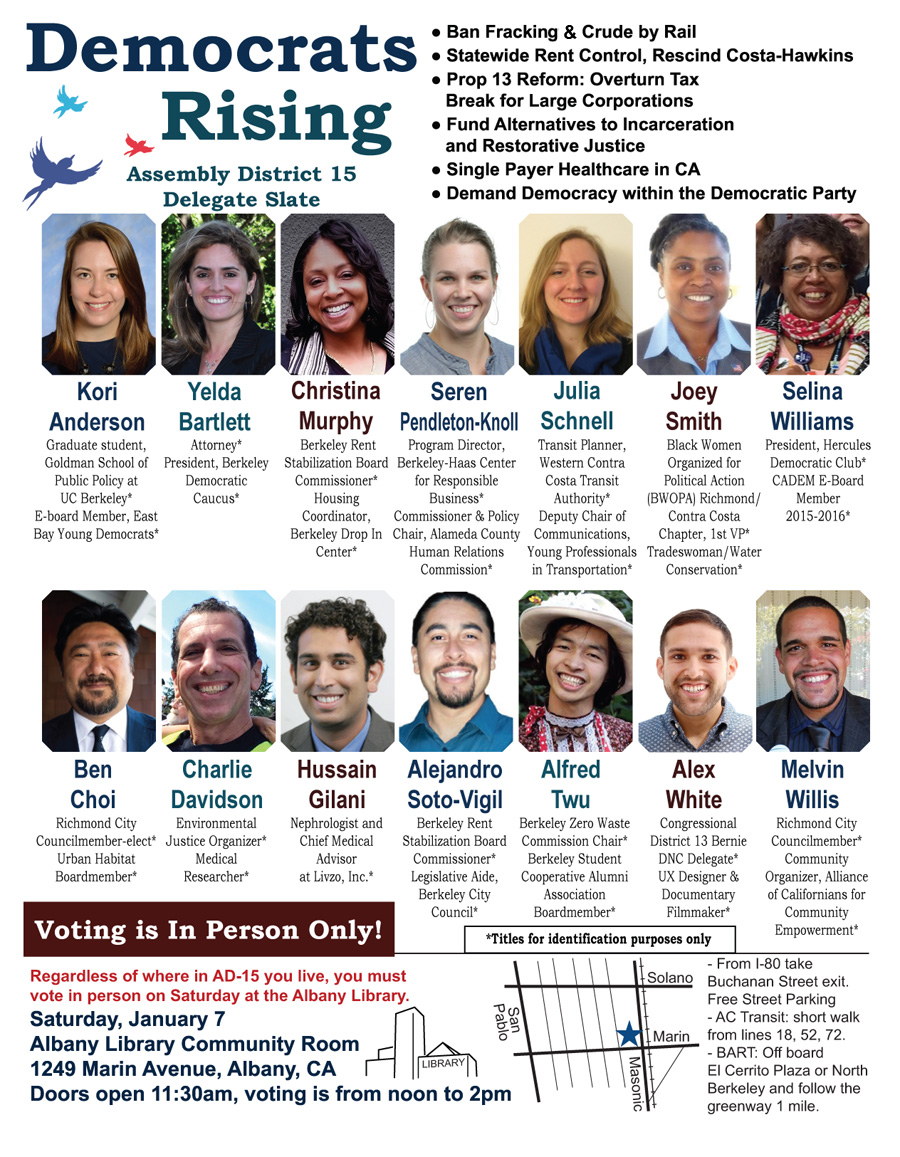 Democrats
Rising
Assembly District 15
Delegate Slate
● Ban Fracking & Crude by Rail
● Statewide Rent Control, Rescind Costa-Hawkins
● Prop 13 Reform: Overturn Tax
Break for Large Corporations
● Fund Alternatives to Incarceration
and Restorative Justice
● Single Payer Healthcare in CA
● Demand Democracy within the Democratic Party
Kori
Anderson
Graduate student,
Goldman School of
Public Policy at
UC Berkeley*
E-board Member, East
Bay Young Democrats*
Yelda
Bartlett
Attorney*
President, Berkeley
Democratic
Caucus*
Christina
Murphy
Berkeley Rent
Stabilization Board
Commissioner*
Housing
Coordinator,
Berkeley Drop In
Center*
Seren
Pendleton-Knoll
Program Director,
Berkeley-Haas Center
for Responsible
Business*
Commissioner & Policy
Chair, Alameda County
Human Relations
Commission*
Julia
Schnell
Transit Planner,
Western Contra
Costa Transit
Authority*
Deputy Chair of
Communications,
Young Professionals
in Transportation*
Joey
Smith
Black Women
Organized for
Political Action
(BWOPA) Richmond/
Contra Costa
Chapter, 1st VP*
Tradeswoman/Water
Conservation*
Selina
Williams
President, Hercules
Democratic Club*
CADEM E-Board
Member
2015-2016*
Ben
Choi
Richmond City
Councilmember-elect*
Urban Habitat
Boardmember*
Charlie
Davidson
Environmental
Justice Organizer*
Medical
Researcher*
Hussain
Gilani
Nephrologist and
Chief Medical
Advisor
at Livzo, Inc.*
Alejandro
Soto-Vigil
Berkeley Rent
Stabilization Board
Commissioner*
Legislative Aide,
Berkeley City
Council*
Alfred
Twu
Berkeley Zero Waste
Commission Chair*
Berkeley Student
Cooperative Alumni
Association
Boardmember*
Alex
White
Congressional
District 13 Bernie
DNC Delegate*
UX Designer &
Documentary
Filmmaker*
Melvin
Willis
Richmond City
Councilmember*
Community
Organizer, Alliance
of Californians for
Community
Empowerment*
Voting is In Person Only!
*Titles for identification purposes only
Regardless of where in AD-15 you live, you must
vote in person on Saturday at the Albany Library.
Saturday, January 7
Albany Library Community Room
1249 Marin Avenue, Albany, CA
Doors open 11:30am, voting is from noon to 2pm
LIBRARY
San
Pablo
Solano
Marin
Masonic
- From I-80 take
Buchanan Street exit.
Free Street Parking
- AC Transit: short walk
from lines 18, 52, 72.
- BART: Off board
El Cerrito Plaza or North
Berkeley and follow the
greenway 1 mile.